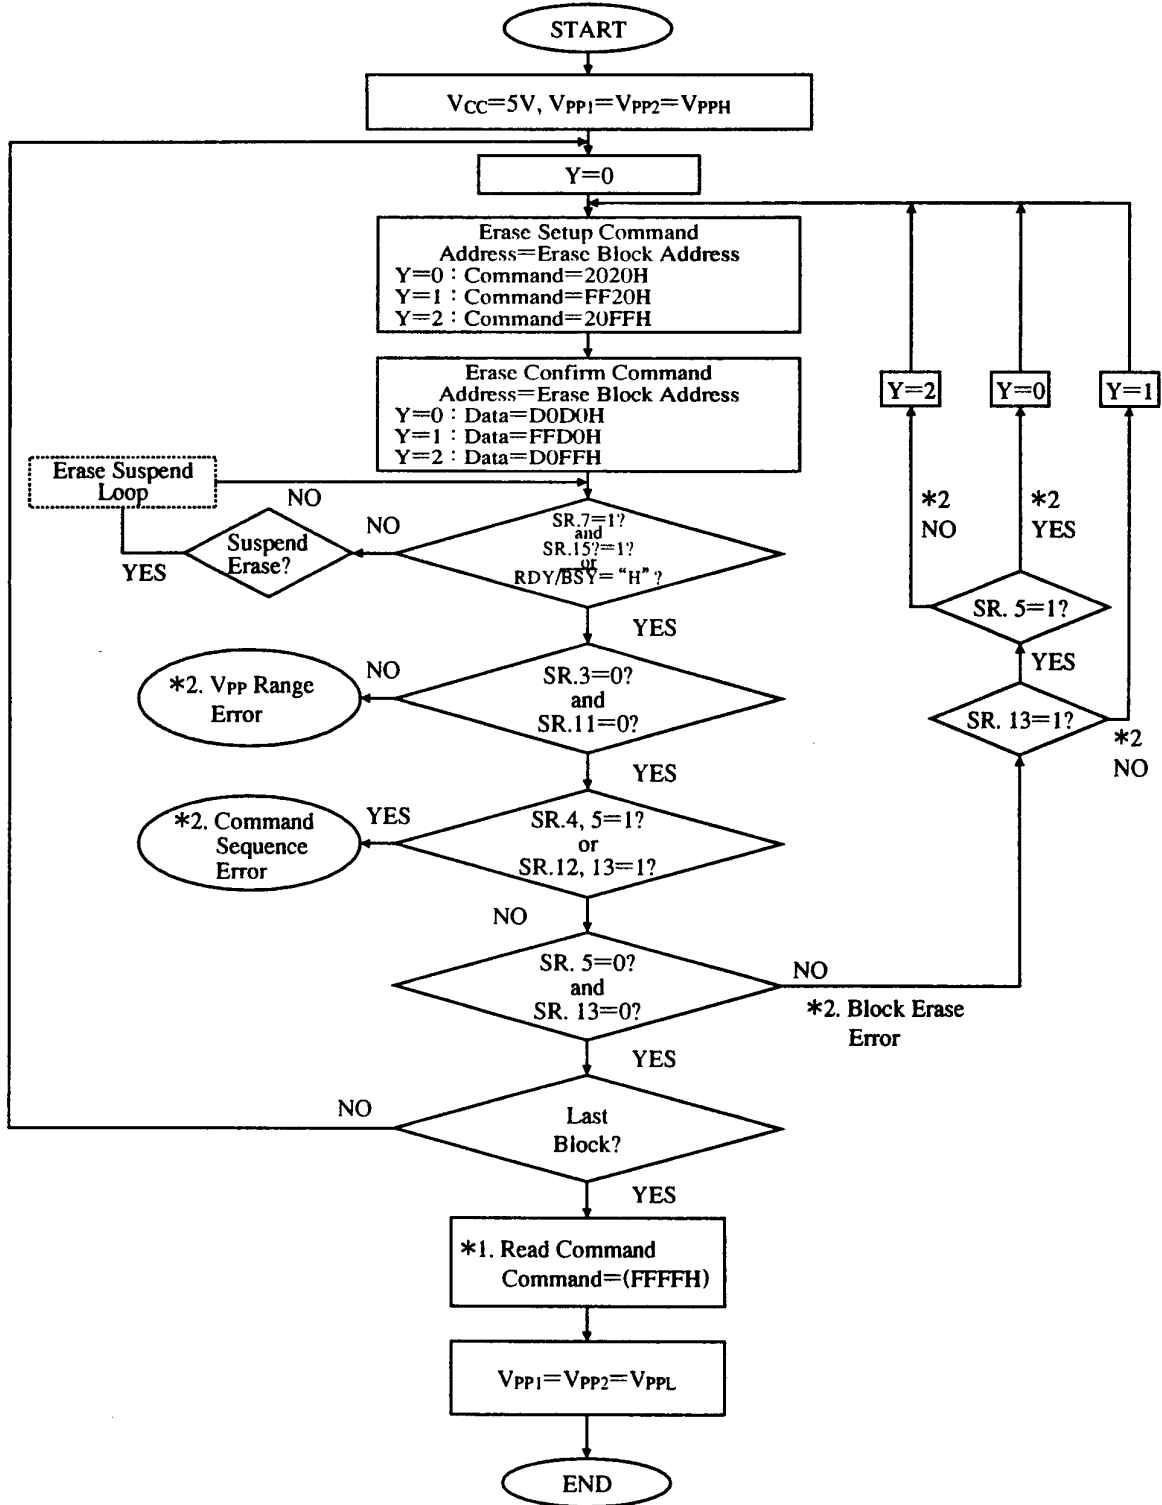 START
VCC=5V, VPP1=VPP2=VPPH
Y=0
Erase Setup Command
Address=Erase Block Address
Y=0 : Command=2020H
Y=1 : Command=FF20H
Y=2 : Command=20FFH
Erase Confirm Command
Address=Erase Block Address
Y=0 : Data=D0D0H
Y=1 : Data=FFD0H
Y=2 : Data=D0FFH
Y=2
Y=0
Y=1
Erase Suspend
Loop
NO
YES
Suspend
Erase?
NO
SR.7=1?
and
SR.15?=1?
or
RDY/BSY= “H” ?
*2
NO
*2
YES
SR. 5=1?
YES
YES
SR. 13=1?
*2
NO
*2. VPP Range
Error
NO
SR.3=0?
and
SR.11=0?
YES
*2. Command
Sequence
Error
YES
SR.4, 5=1?
or
SR.12, 13=1?
NO
SR. 5=0?
and
SR. 13=0?
NO
*2. Block Erase
Error
YES
NO
Last
Block?
YES
*1. Read Command
Command=(FFFFH)
VPP1=VPP2=VPPL
END